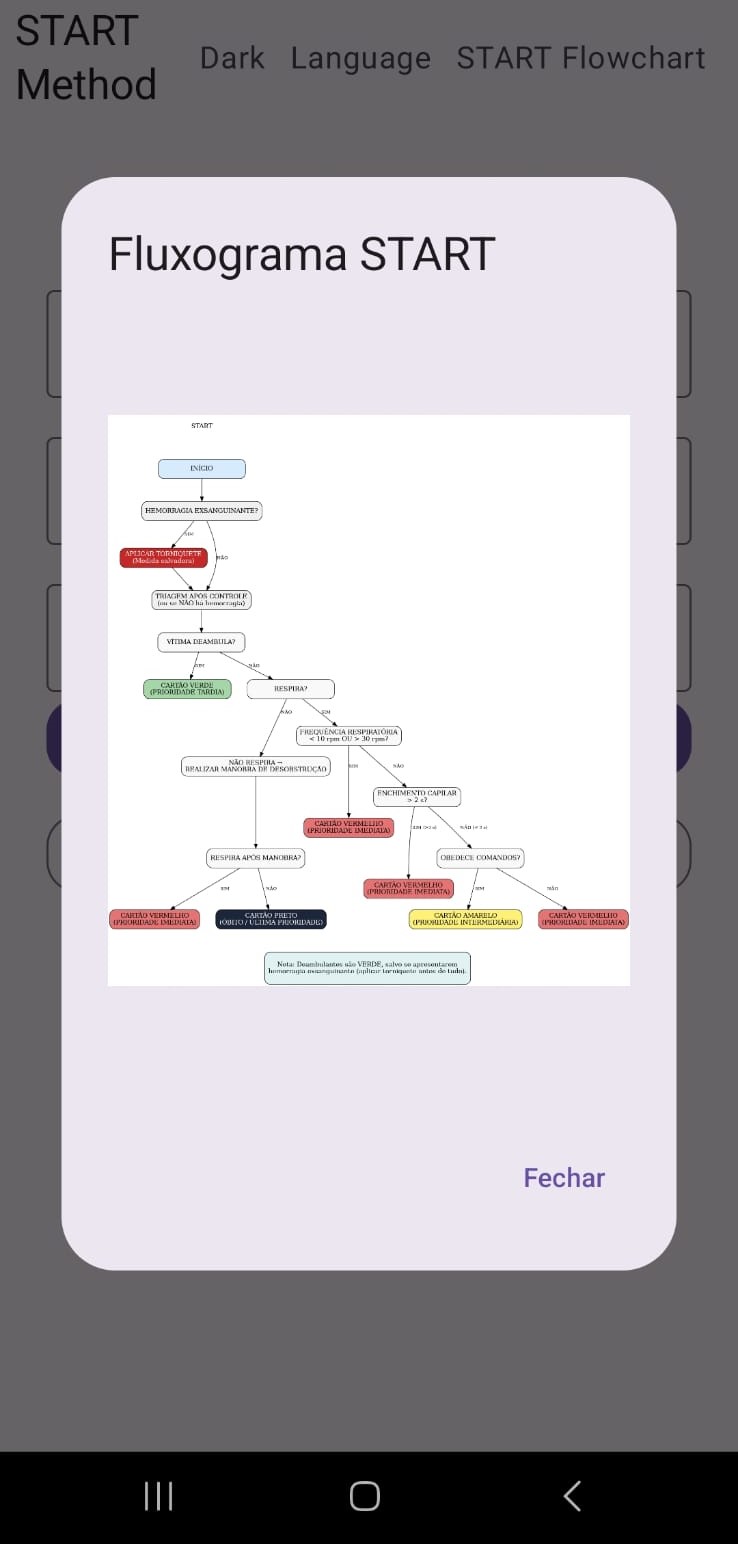 START
Method
Dark
Language
START Flowchart
Fluxograma START
START
INÍCIO
HEMORRAGIA EXSANGUINANTE?
SIM
APLICAR TORNIQUETE
(Medida salvadora)
NÃO
TRIAGEM APÓS CONTROLE
(ou se NÃO há hemorragia)
VÍTIMA DEAMBULA?
SIM
NÃO
CARTÃO VERDE
(PRIORIDADE TARDIA)
RESPIRA?
NÃO
SIM
FREQUÊNCIA RESPIRATÓRIA
< 10 rpm OU > 30 rpm?
NÃO RESPIRA —
REALIZAR MANOBRA DE DESOBSTRUÇÃO
SIM
NÃO
ENCHIMENTO CAPILAR
> 2 s?
CARTÃO VERMELHO
(PRIORIDADE IMEDIATA)
SIM (>2 s)
NÃO (≤ 2 s)
RESPIRA APÓS MANOBRA?
OBEDECE COMANDOS?
SIM
NÃO
CARTÃO VERMELHO
(PRIORIDADE IMEDIATA)
SIM
NÃO
CARTÃO VERMELHO
(PRIORIDADE IMEDIATA)
CARTÃO PRETO
(ÓBITO / ÚLTIMA PRIORIDADE)
CARTÃO AMARELO
(PRIORIDADE INTERMEDIÁRIA)
CARTÃO VERMELHO
(PRIORIDADE IMEDIATA)
Nota: Deambulantes são VERDE, salvo se apresentarem
hemorragia exsanguinante (aplicar torniquete antes de tudo).
Fechar